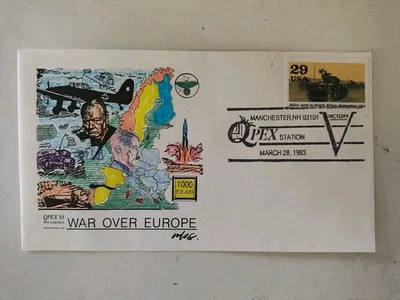 29
USA
MANCHESTER, NH 03101
VICTORY
QPEX STATION
V
MARCH 28, 1993
1000
YEARS
QPEX 93
WAR OVER EUROPE